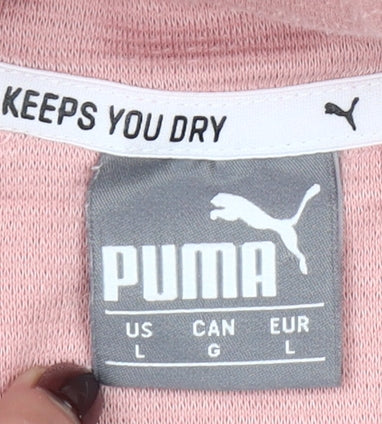 KEEPS YOU DRY
PUMA
US CAN EUR
L G L